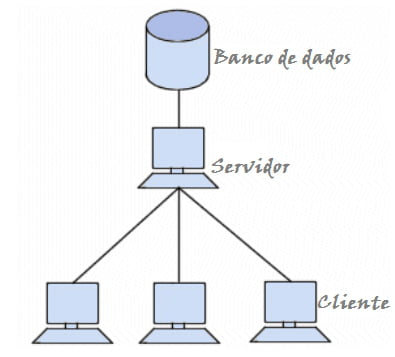 Banco de dados
Servidor
Cliente